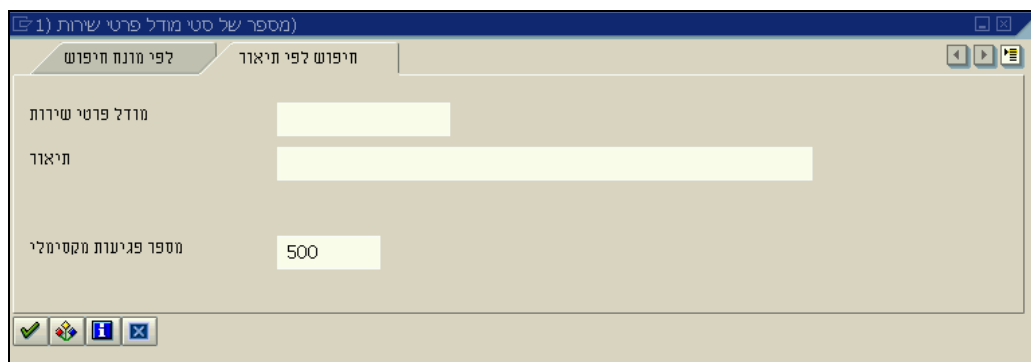 (מספר של סטי מודל פרטי שירות (1
לפי מונח חיפוש
חיפוש לפי תיאור
מודל פרטי שירות
תיאור
מספר פגיעות מקסימלי
500